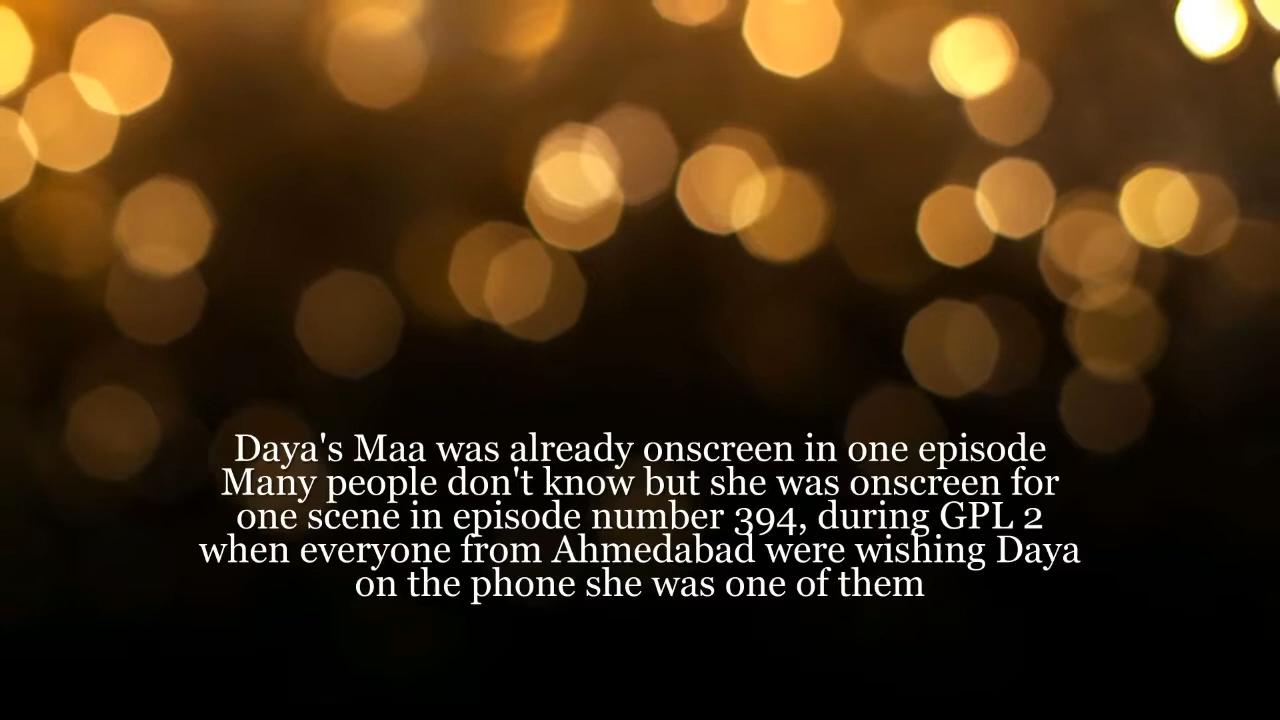 Daya's Maa was already onscreen in one episode
Many people don't know but she was onscreen for
one scene in episode number 394, during GPL 2
when everyone from Ahmedabad were wishing Daya
on the phone she was one of them